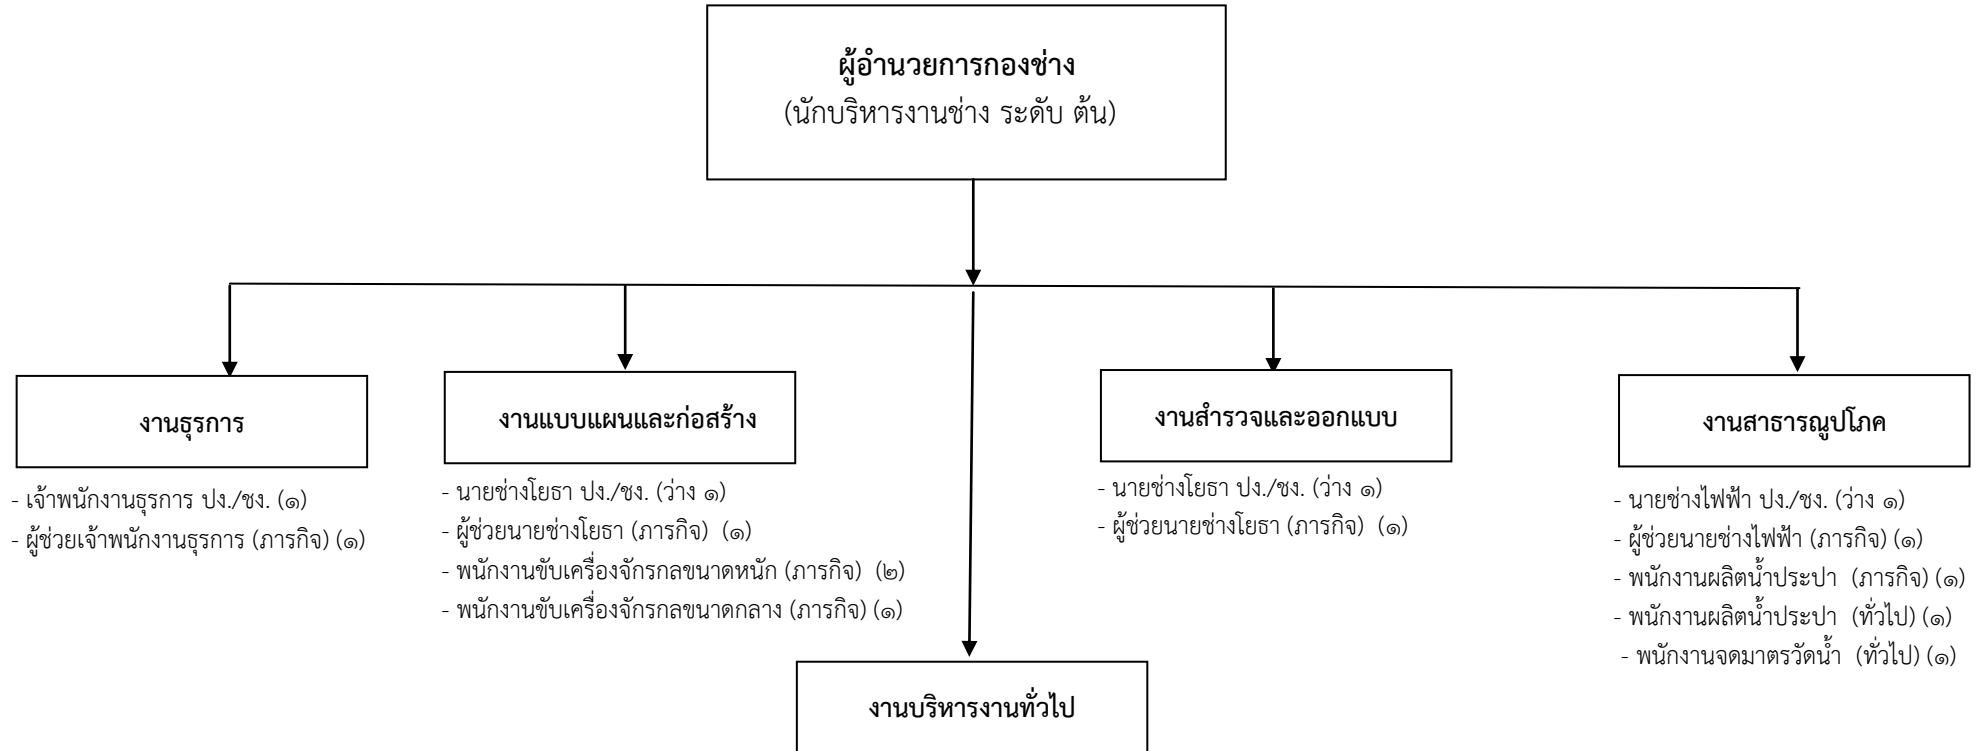 ผู้อำนวยการกองช่าง
(นักบริหารงานช่าง ระดับ ต้น)
งานธุรการ
- เจ้าพนักงานธุรการ ปง./ชง. (๑)
- ผู้ช่วยเจ้าพนักงานธุรการ (ภารกิจ) (๑)
งานแบบแผนและก่อสร้าง
- นายช่างโยธา ปง./ชง. (ว่าง ๑)
- ผู้ช่วยนายช่างโยธา (ภารกิจ) (๑)
- พนักงานขับเครื่องจักรกลขนาดหนัก (ภารกิจ) (๒)
- พนักงานขับเครื่องจักรกลขนาดกลาง (ภารกิจ) (๑)
งานสำรวจและออกแบบ
- นายช่างโยธา ปง./ชง. (ว่าง ๑)
- ผู้ช่วยนายช่างโยธา (ภารกิจ) (๑)
งานสาธารณูปโภค
- นายช่างไฟฟ้า ปง./ชง. (ว่าง ๑)
- ผู้ช่วยนายช่างไฟฟ้า (ภารกิจ) (๑)
- พนักงานผลิตน้ำประปา (ภารกิจ) (๑)
- พนักงานผลิตน้ำประปา (ทั่วไป) (๑)
- พนักงานจดมาตรวัดน้ำ (ทั่วไป) (๑)
งานบริหารงานทั่วไป